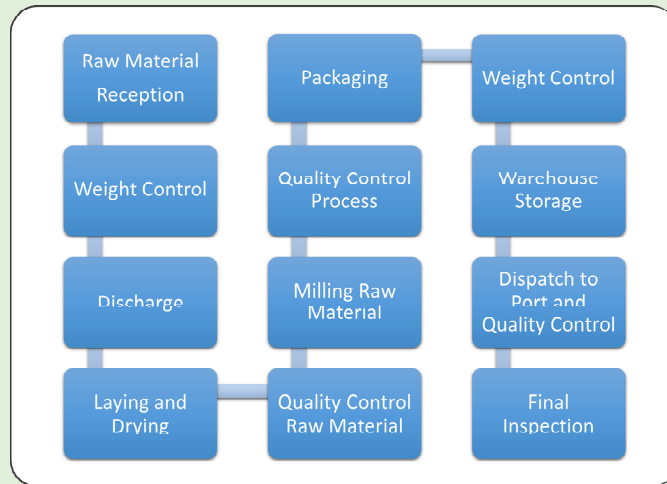 Raw Material
Reception
Weight Control
Discharge
Laying and
Drying
Quality Control
Raw Material
Milling Raw
Material
Quality Control
Process
Packaging
Weight Control
Warehouse
Storage
Dispatch to
Port and
Quality Control
Final
Inspection